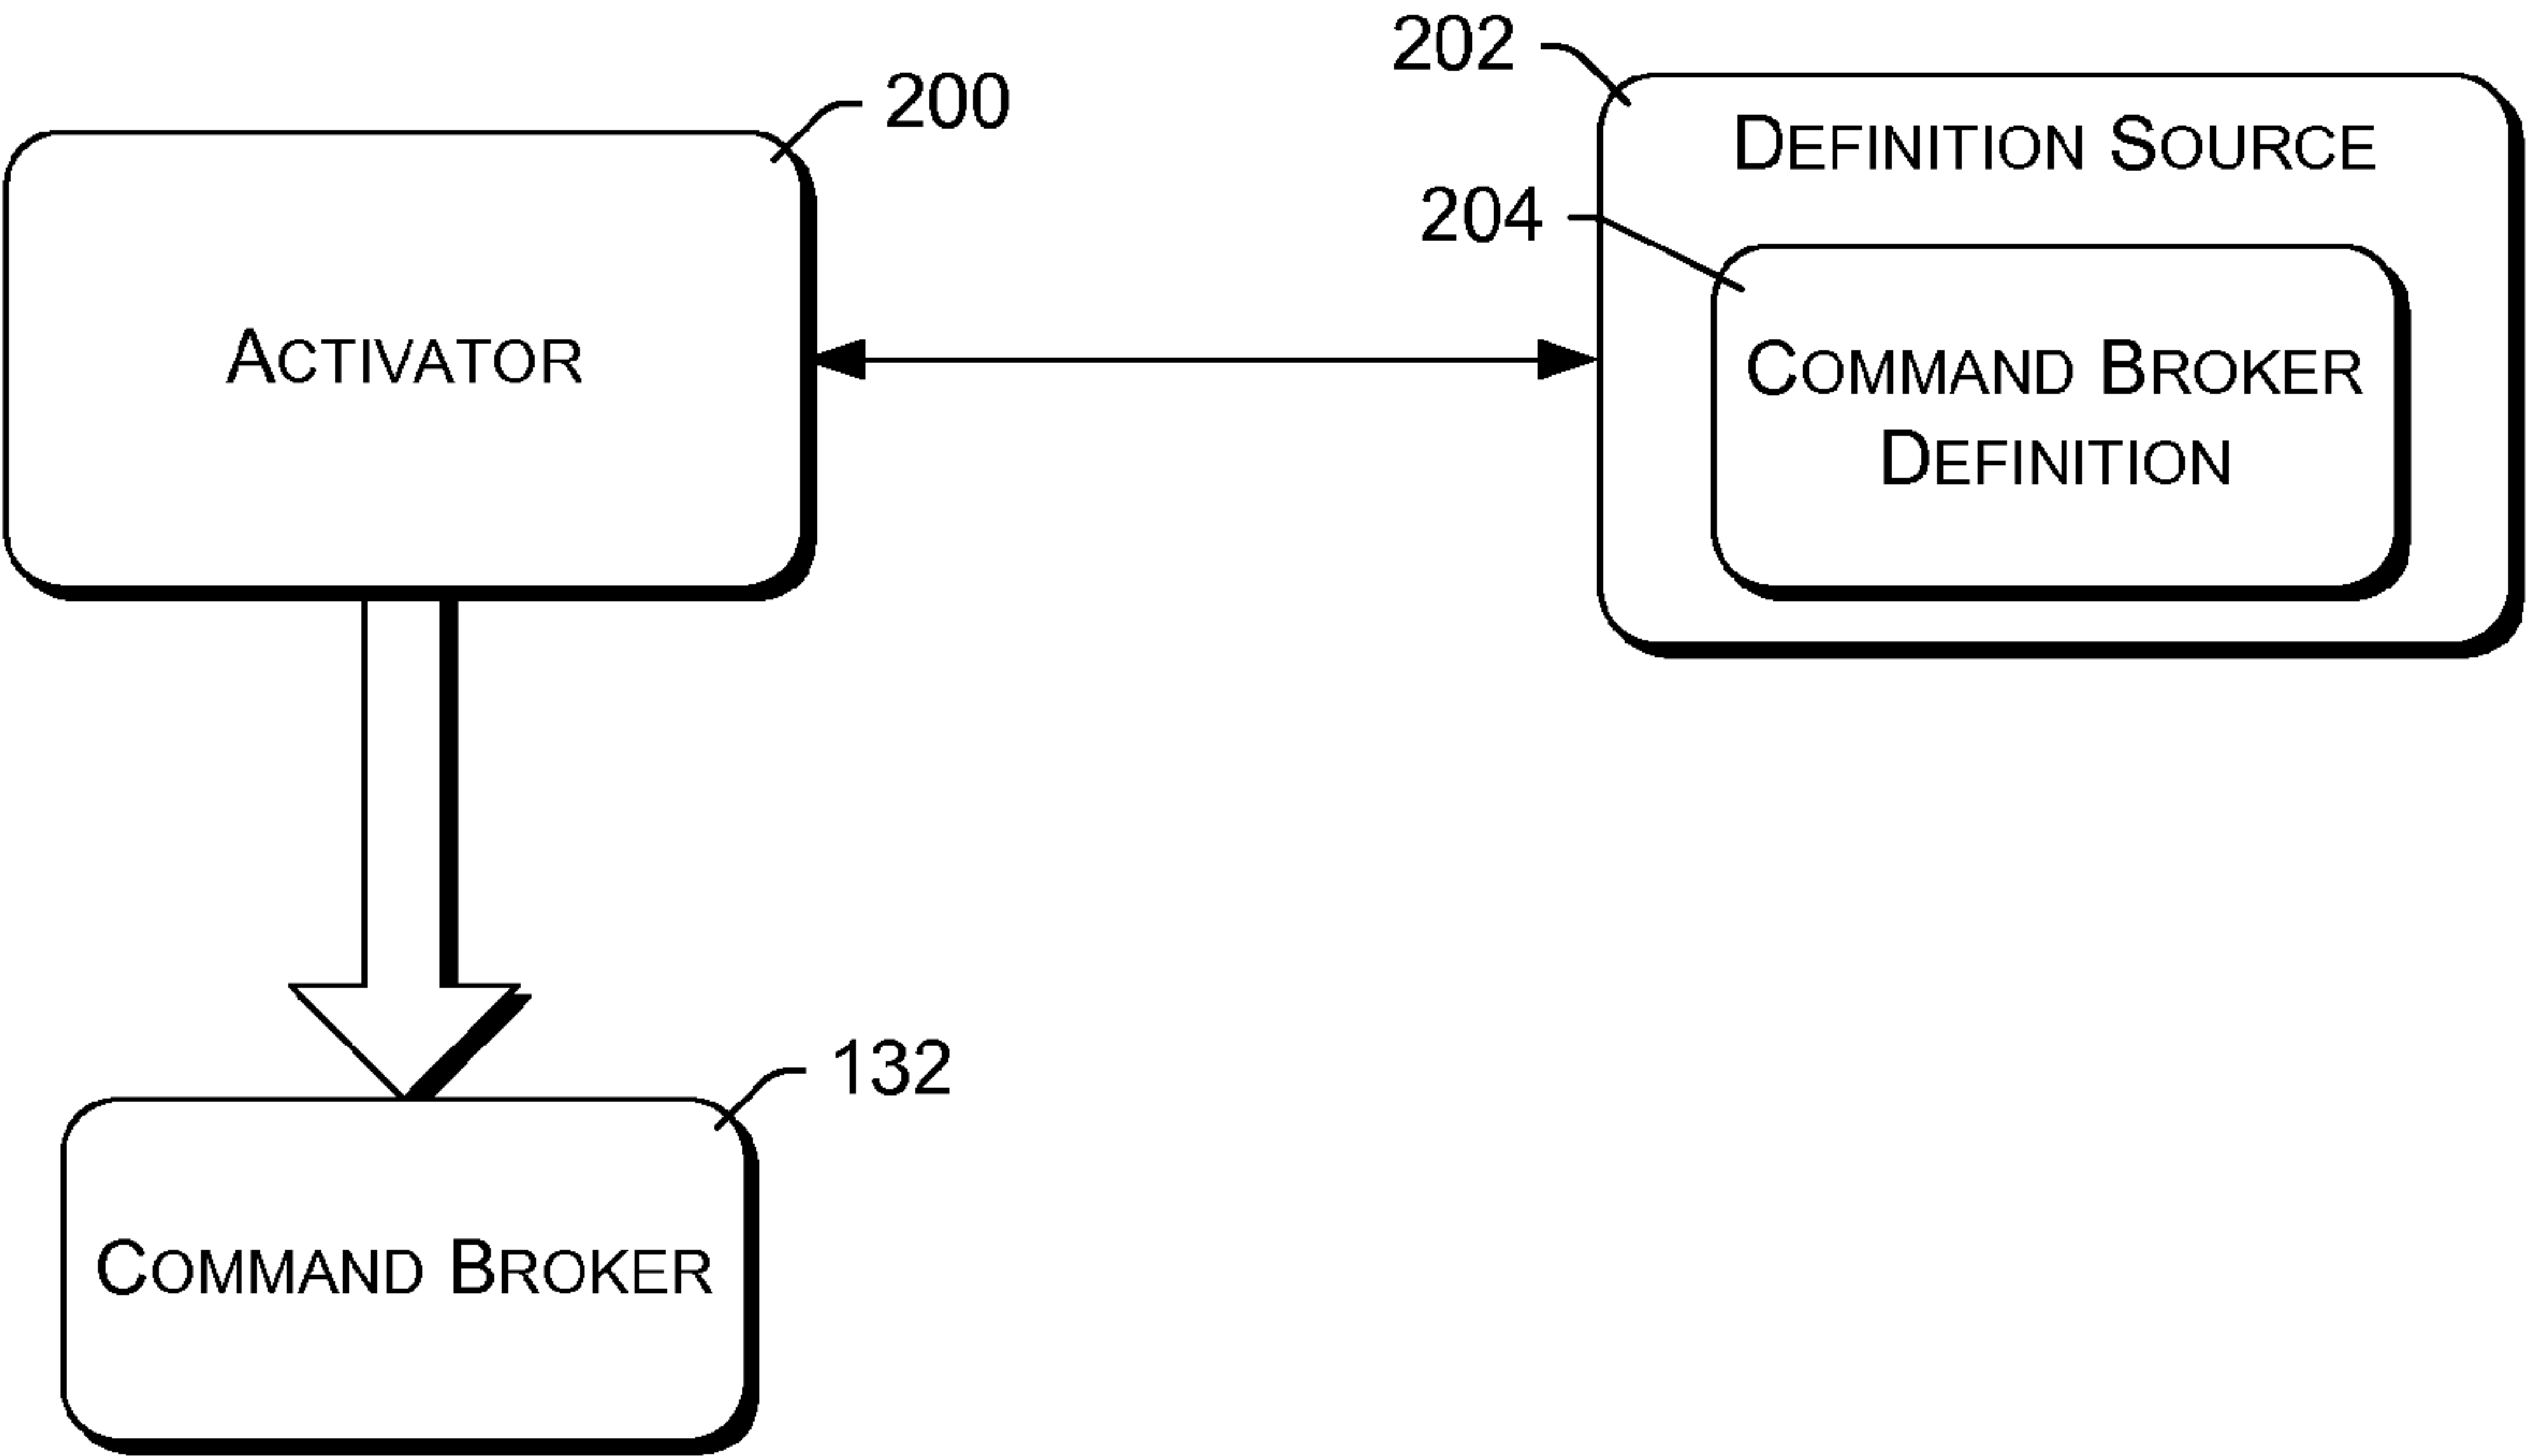 202
200
DEFINITION SOURCE
204
ACTIVATOR
COMMAND BROKER
DEFINITION
132
COMMAND BROKER